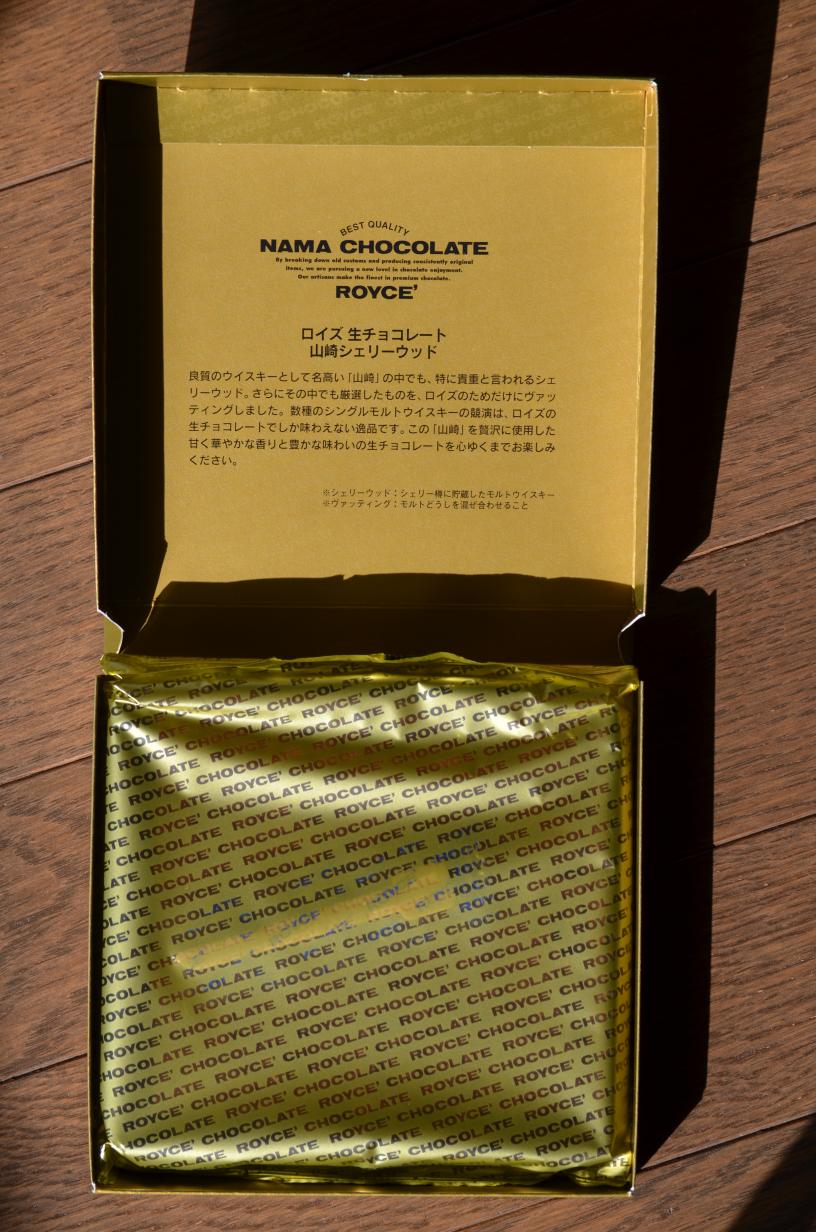 BEST QUALITY
NAMA CHOCOLATE
By breaking down old customs and producing consistently original
items, we are pursuing a new level in chocolate enjoyment.
Our artisans make the finest in premium chocolate.
ROYCE'
ロイズ 生チョコレート
山崎シェリーウッド
良質のウイスキーとして名高い「山崎」の中でも、特に貴重と言われるシェ
リーウッド。さらにその中でも厳選したものを、ロイズのためだけにヴァッ
ティングしました。数種のシングルモルトウイスキーの競演は、ロイズの
生チョコレートでしか味わえない逸品です。この「山崎」を贅沢に使用した
甘く華やかな香りと豊かな味わいの生チョコレートを心ゆくまでお楽しみ
ください。
※シェリーウッド：シェリー樽に貯蔵したモルトウイスキー
※ヴァッティング：モルトどうしを混ぜ合わせること
ROYCE' CHOCOLATE ROYCE' CHOCOLATE ROYCE' CHOCOLATE